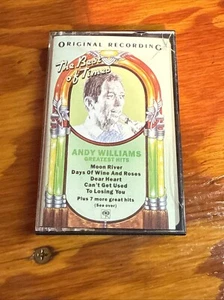 ORIGINAL RECORDING
The Best
of Times
ANDY WILLIAMS
GREATEST HITS
Moon River
Days Of Wine And Roses
Dear Heart
Can't Get Used
To Losing You
Plus 7 more great hits
(See over)